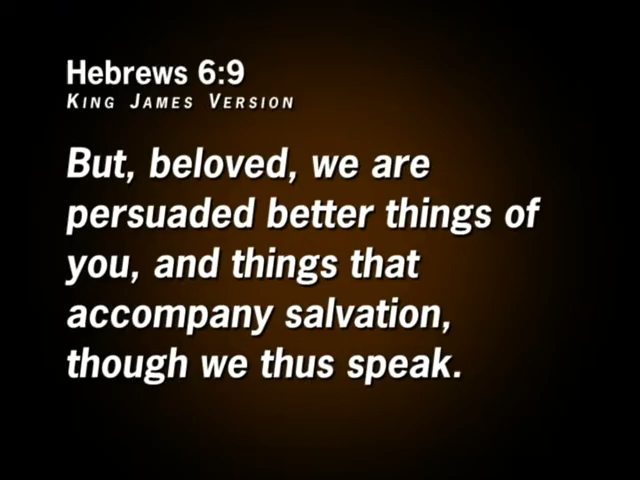 Hebrews 6:9
KING JAMES VERSION
But, beloved, we are
persuaded better things of
you, and things that
accompany salvation,
though we thus speak.